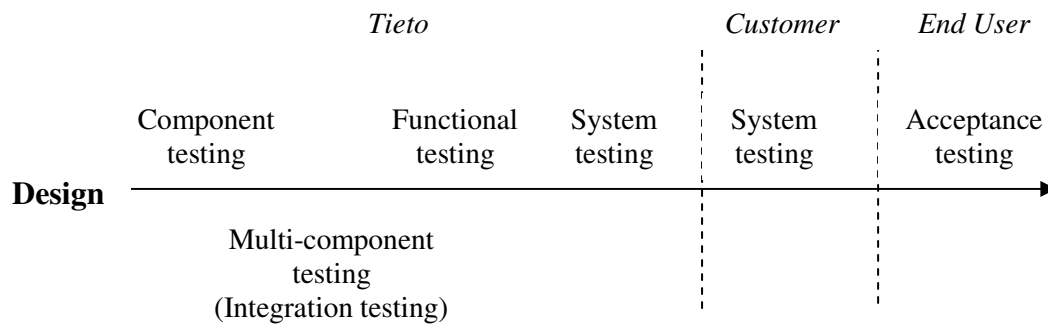 Tieto
Customer
End User
Component
testing
Functional
testing
System
testing
System
testing
Acceptance
testing
Design
Multi-component
testing
(Integration testing)